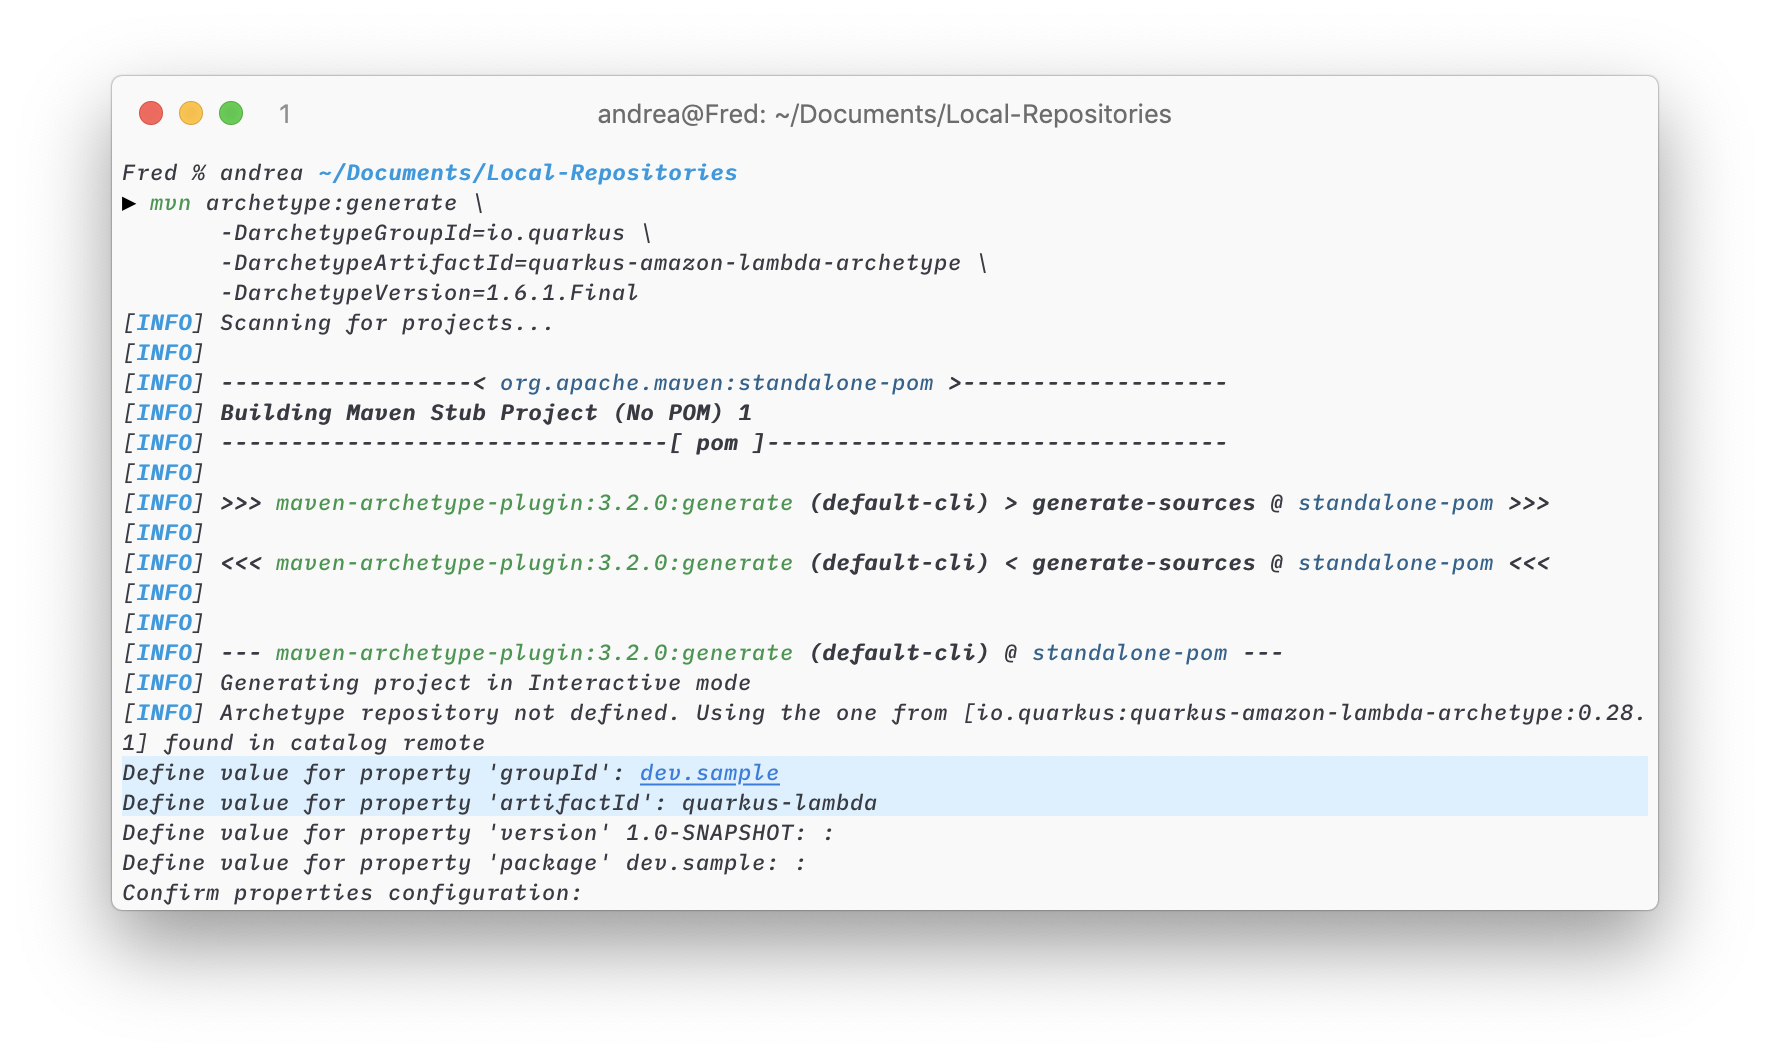 1 andrea@Fred: ~/Documents/Local-Repositories
Fred % andrea ~/Documents/Local-Repositories
▶ mvn archetype:generate \
       -DarchetypeGroupId=io.quarkus \
       -DarchetypeArtifactId=quarkus-amazon-lambda-archetype \
       -DarchetypeVersion=1.6.1.Final
[INFO] Scanning for projects...
[INFO]
[INFO] ------------------< org.apache.maven:standalone-pom >-------------------
[INFO] Building Maven Stub Project (No POM) 1
[INFO] --------------------------------[ pom ]---------------------------------
[INFO]
[INFO] >>> maven-archetype-plugin:3.2.0:generate (default-cli) > generate-sources @ standalone-pom >>>
[INFO]
[INFO] <<< maven-archetype-plugin:3.2.0:generate (default-cli) < generate-sources @ standalone-pom <<<
[INFO]
[INFO]
[INFO] --- maven-archetype-plugin:3.2.0:generate (default-cli) @ standalone-pom ---
[INFO] Generating project in Interactive mode
[INFO] Archetype repository not defined. Using the one from [io.quarkus:quarkus-amazon-lambda-archetype:0.28.
1] found in catalog remote
Define value for property 'groupId': dev.sample
Define value for property 'artifactId': quarkus-lambda
Define value for property 'version' 1.0-SNAPSHOT: :
Define value for property 'package' dev.sample: :
Confirm properties configuration: